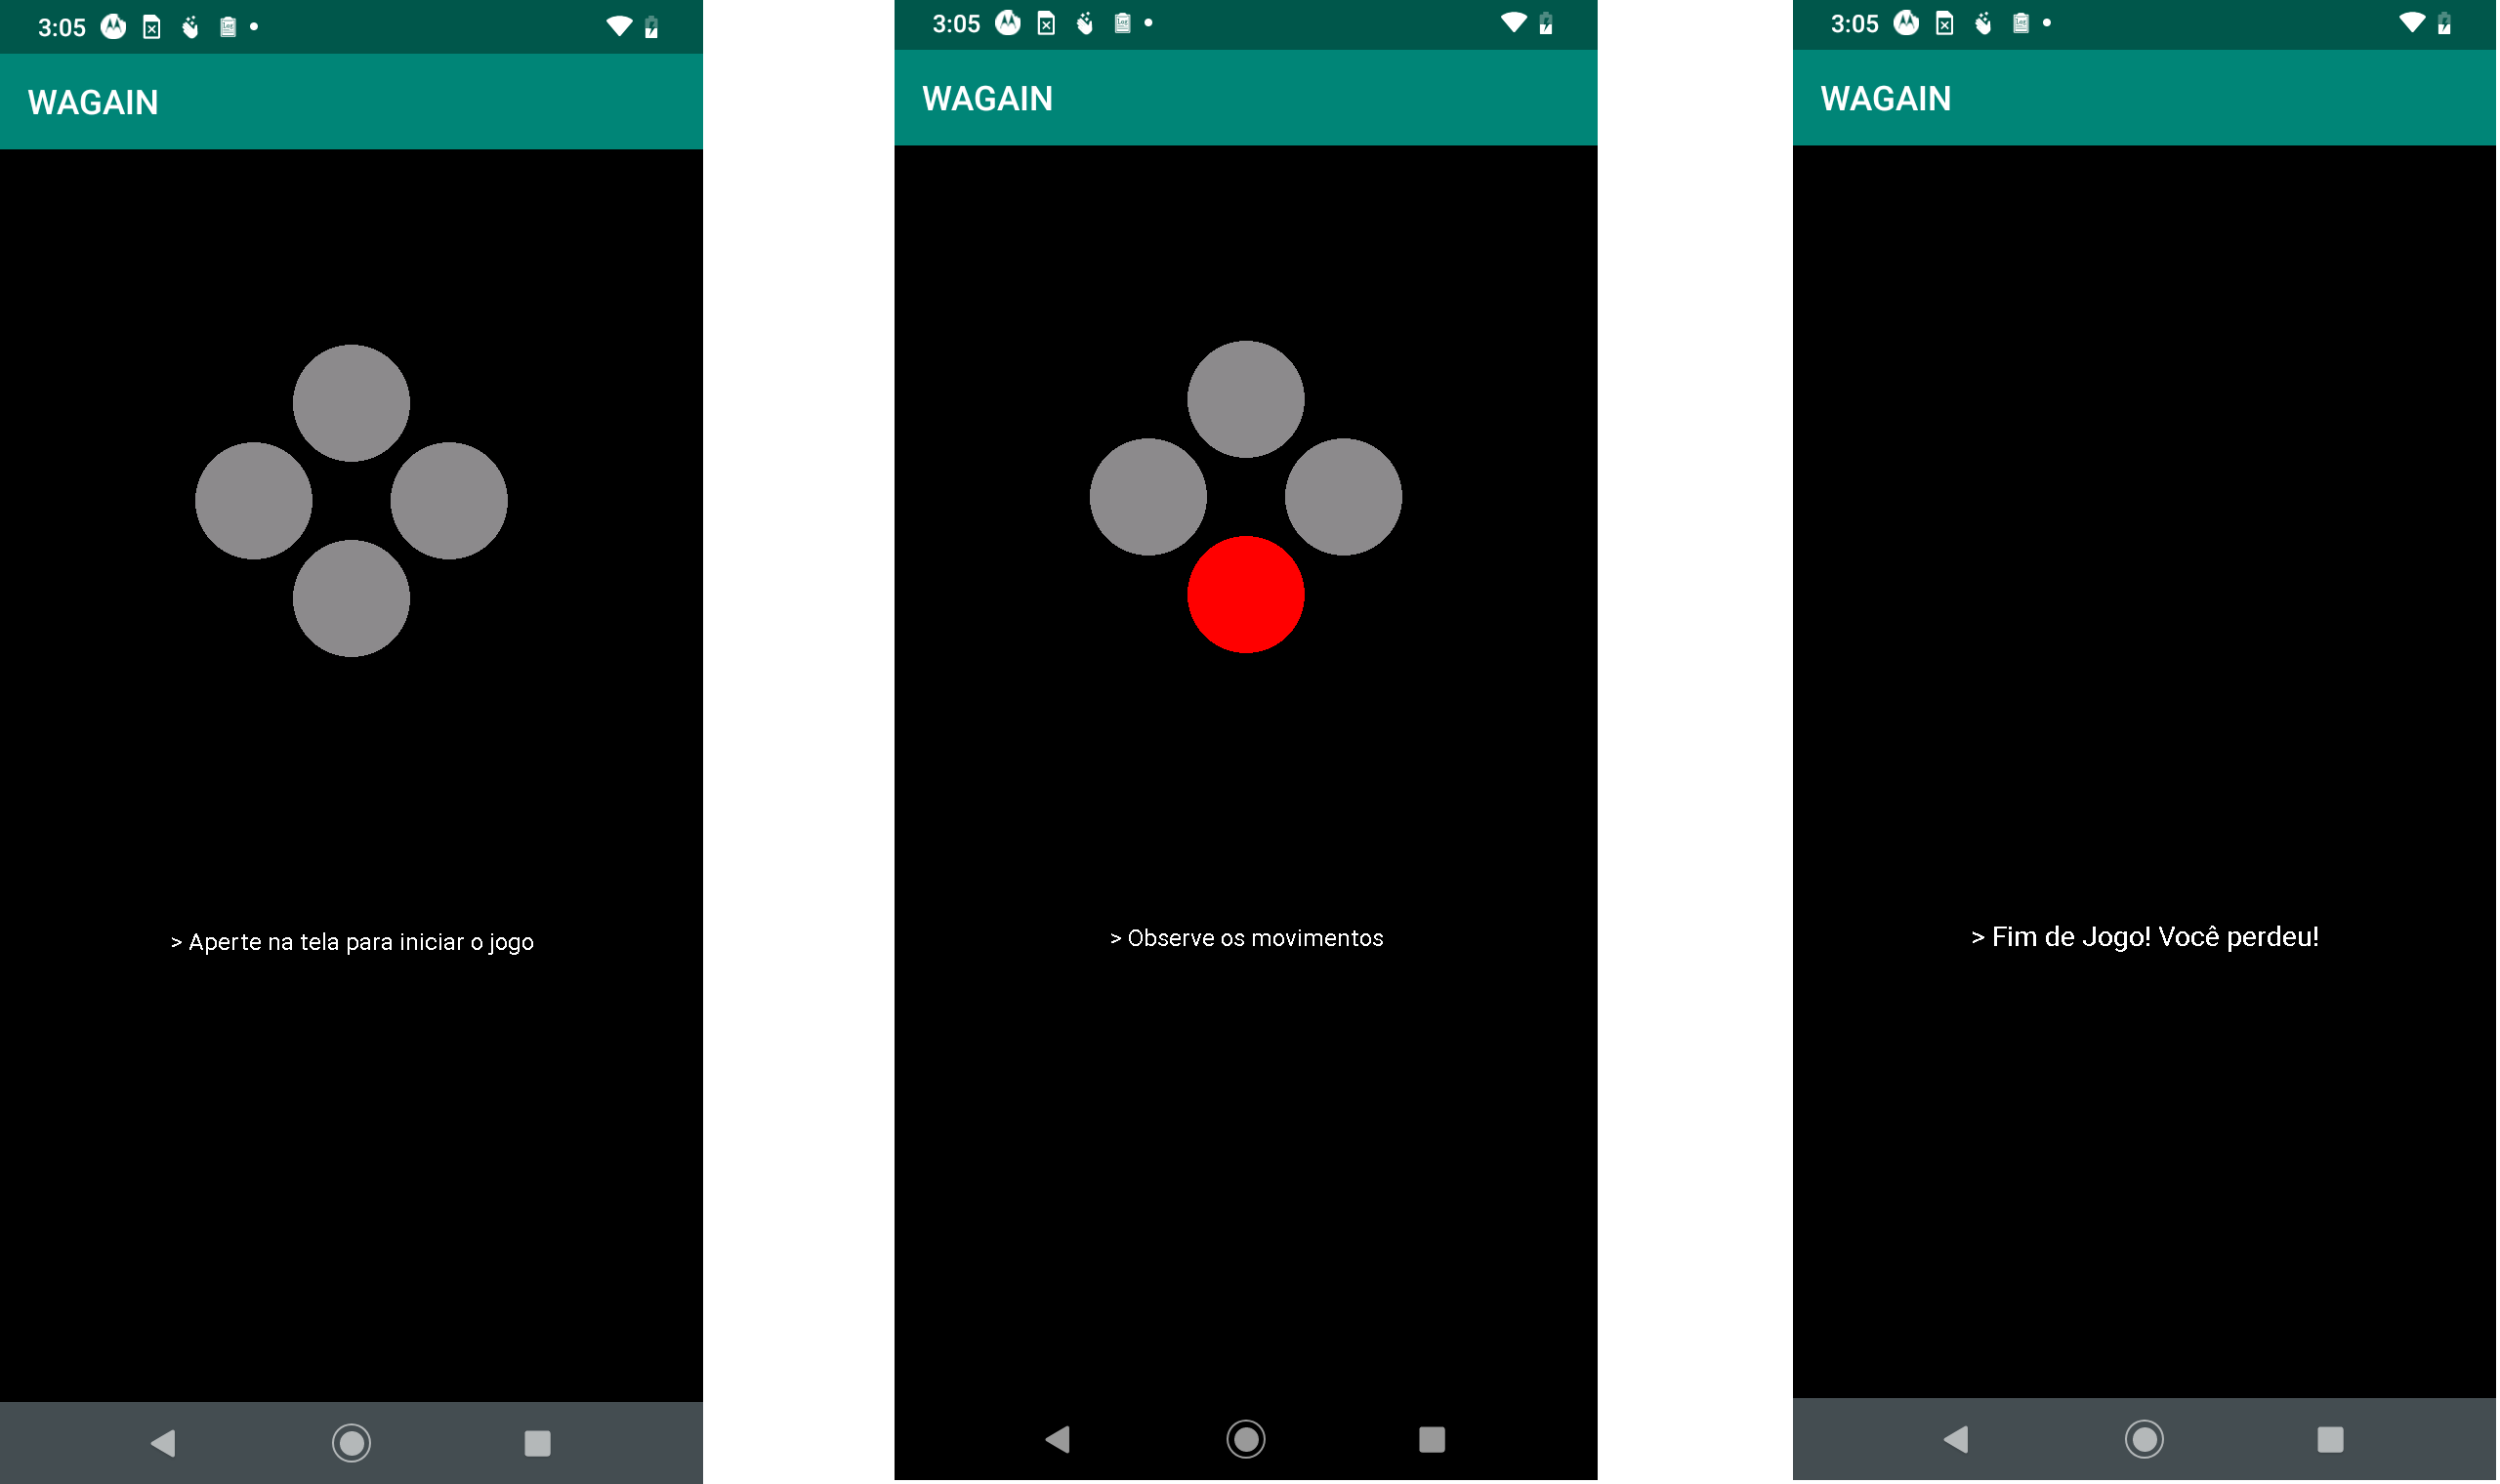 3:05
WAGAIN
> Aperte na tela para iniciar o jogo
3:05
WAGAIN
> Observe os movimentos
3:05
WAGAIN
> Fim de Jogo! Você perdeu!